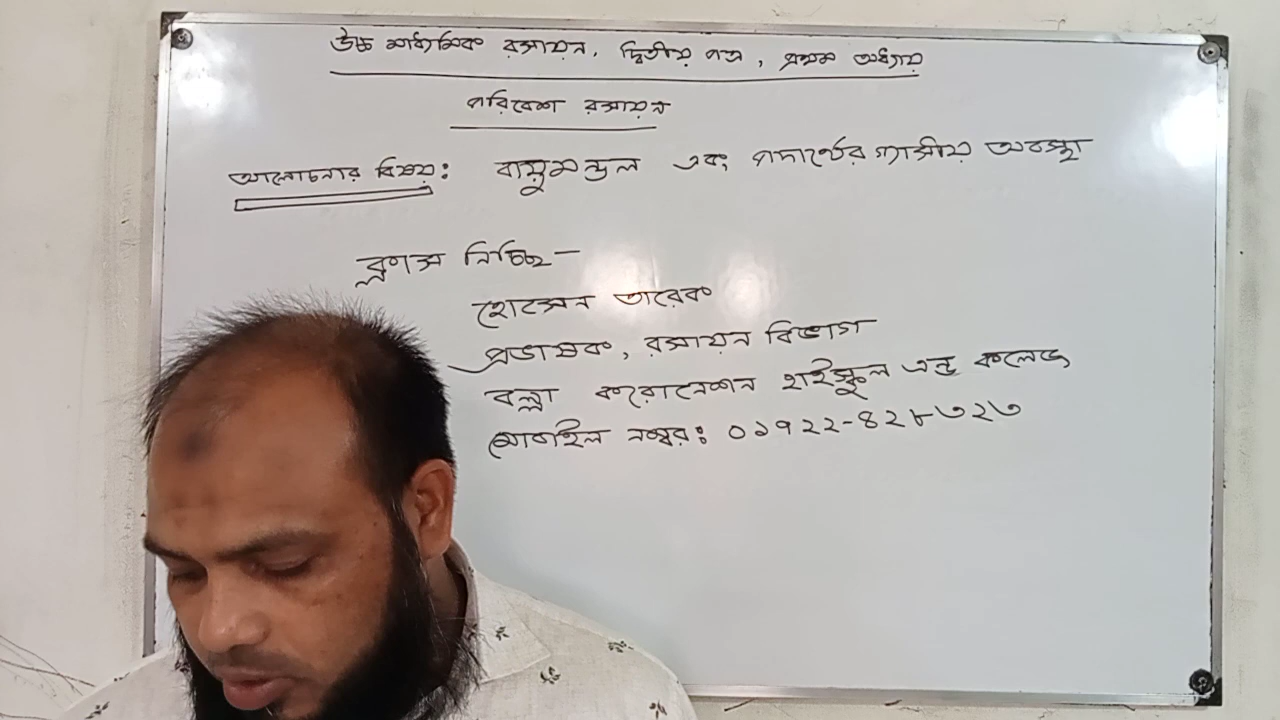 উচ্চ মাধ্যমিক রসায়ন, দ্বিতীয় পত্র, প্রথম অধ্যায়
পরিবেশ রসায়ন
আলোচনার বিষয়: বায়ুমন্ডল এবং পদার্থের গ্যাসীয় অবস্থা
ক্লাস নিচ্ছি-
হোসেন তারেক
প্রভাষক, রসায়ন বিভাগ
বল্লা করোনেশন হাইস্কুল এন্ড কলেজ
মোবাইল নম্বর: ০১৭২২-৪২৮৩২৩